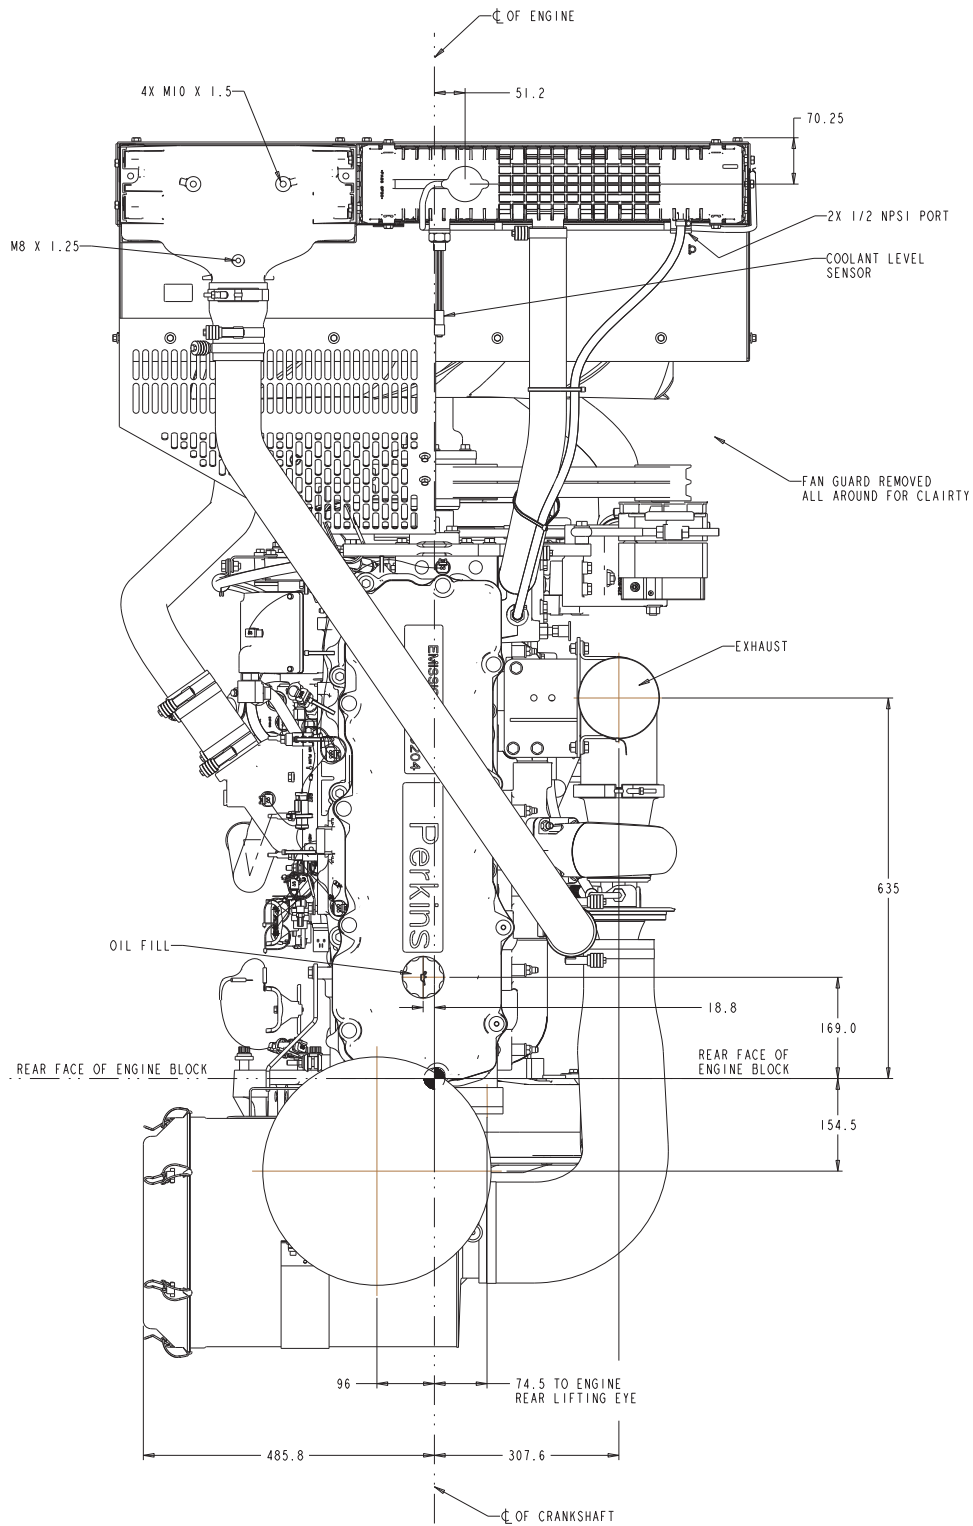 ℄ OF ENGINE
4X M10 X 1.5
51.2
70.25
2X 1/2 NPSI PORT
M8 X 1.25
COOLANT LEVEL
SENSOR
FAN GUARD REMOVED
ALL AROUND FOR CLAIRTY
EXHAUST
EMISS
204
Perkins
635
OIL FILL
18.8
169.0
REAR FACE OF ENGINE BLOCK
REAR FACE OF
ENGINE BLOCK
154.5
96
74.5 TO ENGINE
REAR LIFTING EYE
485.8
307.6
℄ OF CRANKSHAFT